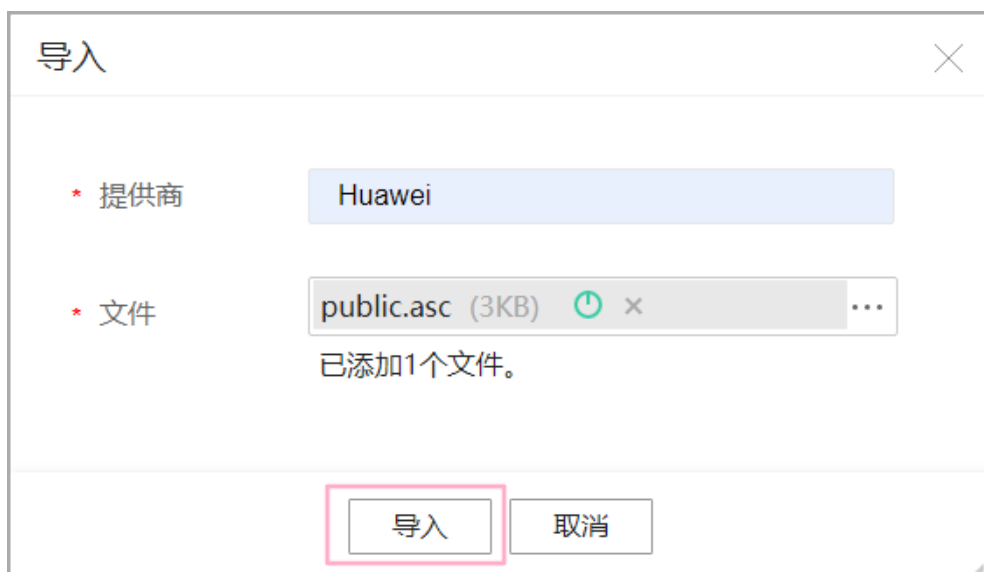 导入
* 提供商 Huawei
* 文件 public.asc (3KB)
已添加1个文件。
导入 取消